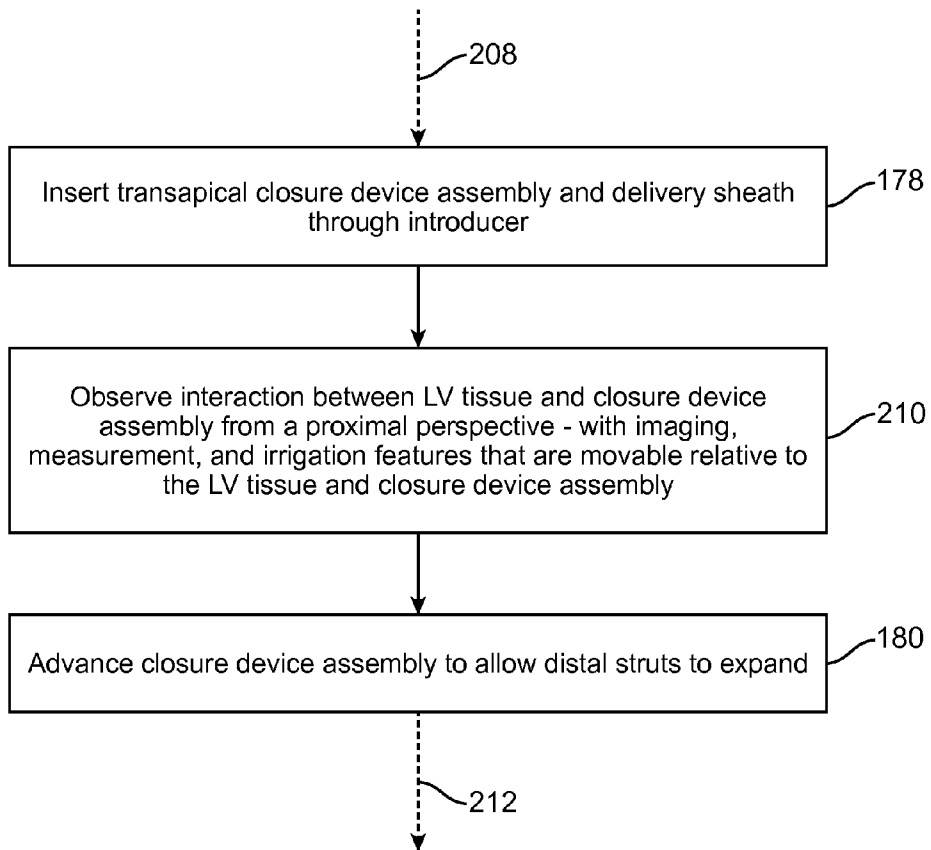 208
Insert transapical closure device assembly and delivery sheath
through introducer
178
Observe interaction between LV tissue and closure device
assembly from a proximal perspective - with imaging,
measurement, and irrigation features that are movable relative to
the LV tissue and closure device assembly
210
Advance closure device assembly to allow distal struts to expand
180
212